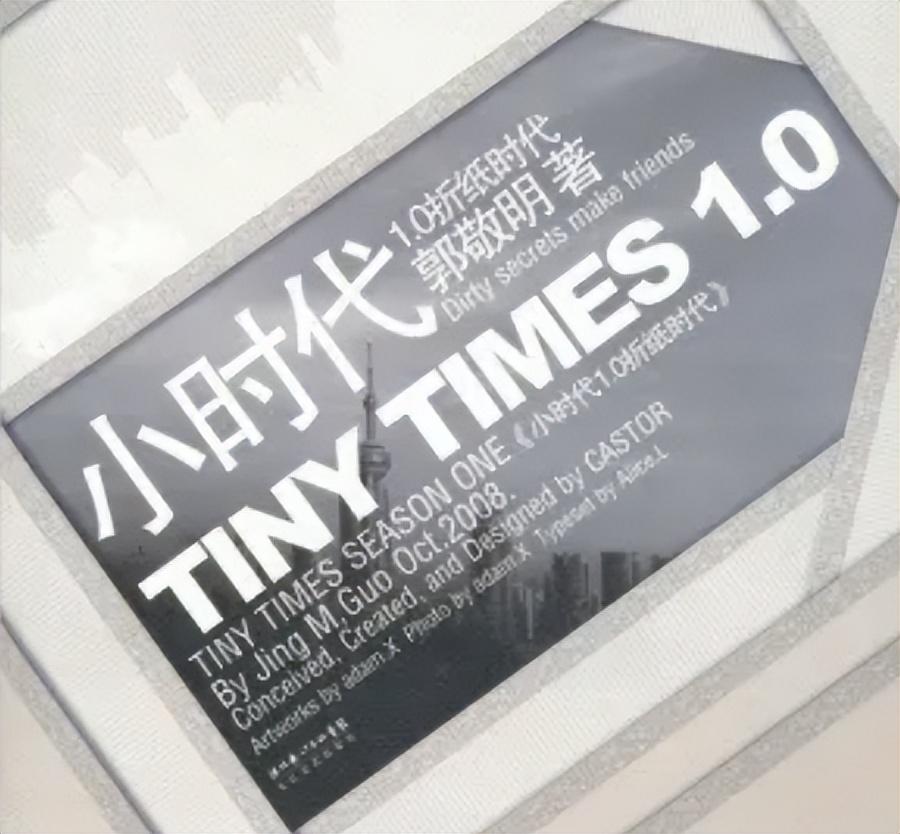 小时代
1.0折纸时代
郭敬明 著
Dirty secrets make friends
TINY TIMES 1.0
TINY TIMES SEASON ONE《小时代1.0折纸时代》
By Jing M.Guo Oct.2008.
Conceived, Created, and Designed by CASTOR
Artworks by adam.X Photo by adam.X Typeset by Alice.L